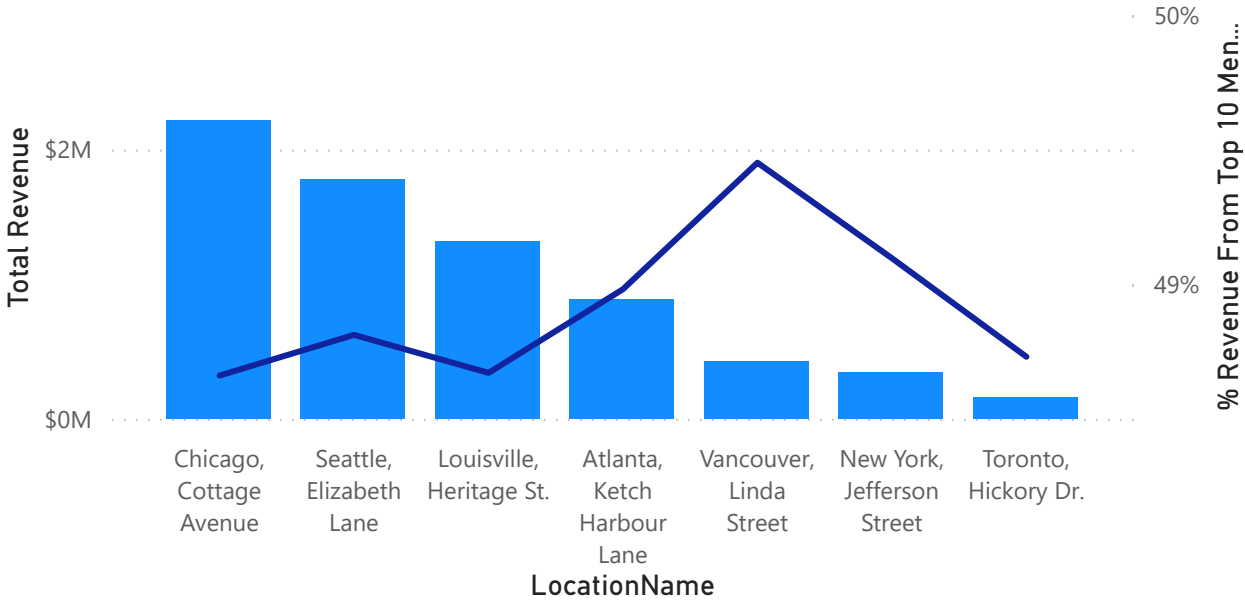 Total Revenue
$2M
$0M
50%
49%
% Revenue From Top 10 Men...
Chicago,
Cottage
Avenue
Seattle,
Elizabeth
Lane
Louisville,
Heritage St.
Atlanta,
Ketch
Harbour
Lane
Vancouver,
Linda
Street
New York,
Jefferson
Street
Toronto,
Hickory Dr.
LocationName